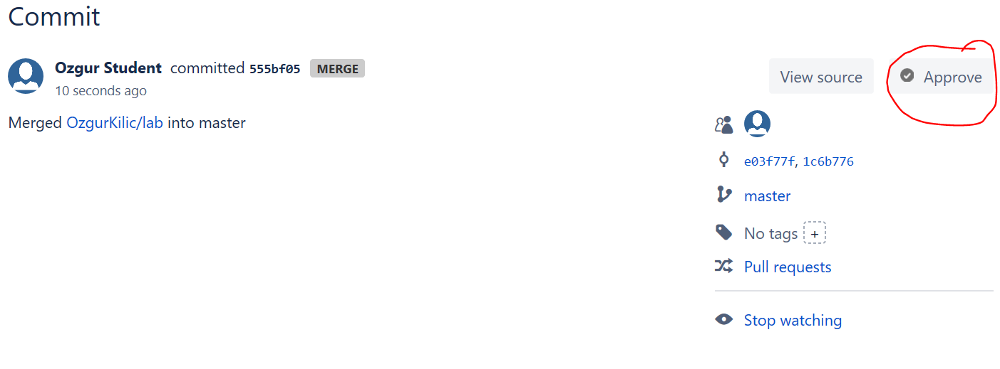 Commit
Ozgur Student committed 555bf05 MERGE
10 seconds ago
Merged OzgurKilic/lab into master
View source
Approve
e03f77f, 1c6b776
master
No tags +
Pull requests
Stop watching